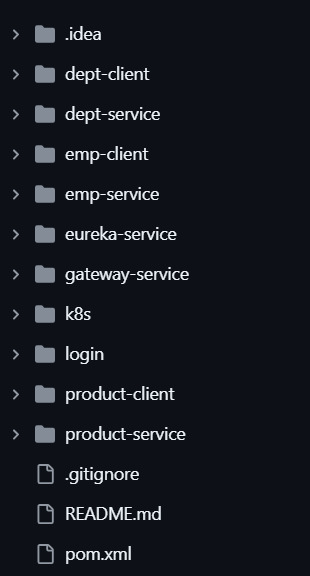 .idea
dept-client
dept-service
emp-client
emp-service
eureka-service
gateway-service
k8s
login
product-client
product-service
.gitignore
README.md
pom.xml